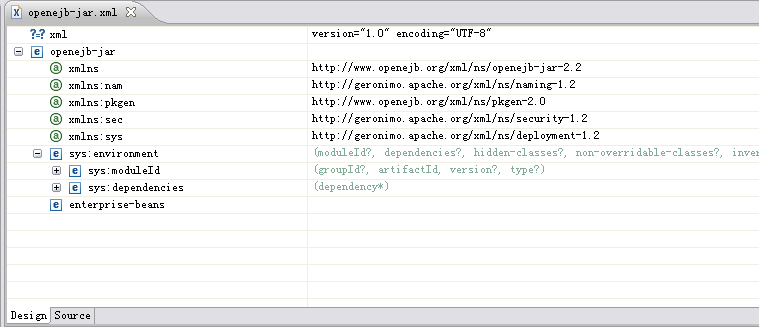 openejb-jar.xml
?=? xml version="1.0" encoding="UTF-8"
e openejb-jar
a xmlns http://www.openejb.org/xml/ns/openejb-jar-2.2
a xmlns:nam http://geronimo.apache.org/xml/ns/naming-1.2
a xmlns:pkgen http://www.openejb.org/xml/ns/pkgen-2.0
a xmlns:sec http://geronimo.apache.org/xml/ns/security-1.2
a xmlns:sys http://geronimo.apache.org/xml/ns/deployment-1.2
e sys:environment (moduleId?, dependencies?, hidden-classes?, non-overridable-classes?, inver
e sys:moduleId (groupId?, artifactId, version?, type?)
e sys:dependencies (dependency*)
e enterprise-beans
Design Source